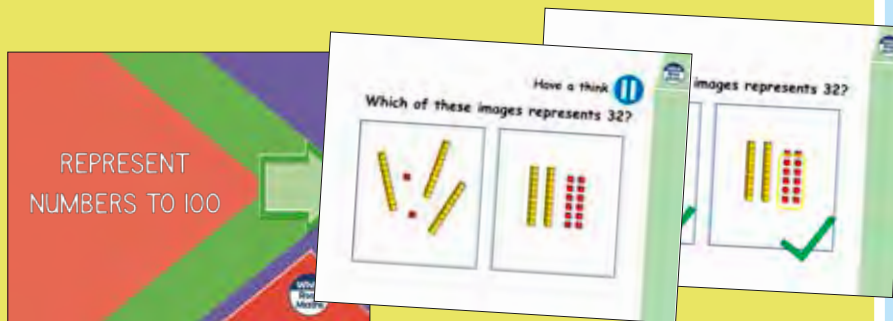 REPRESENT
NUMBERS TO 100
Have a think
Which of these images represents 32?
images represents 32?